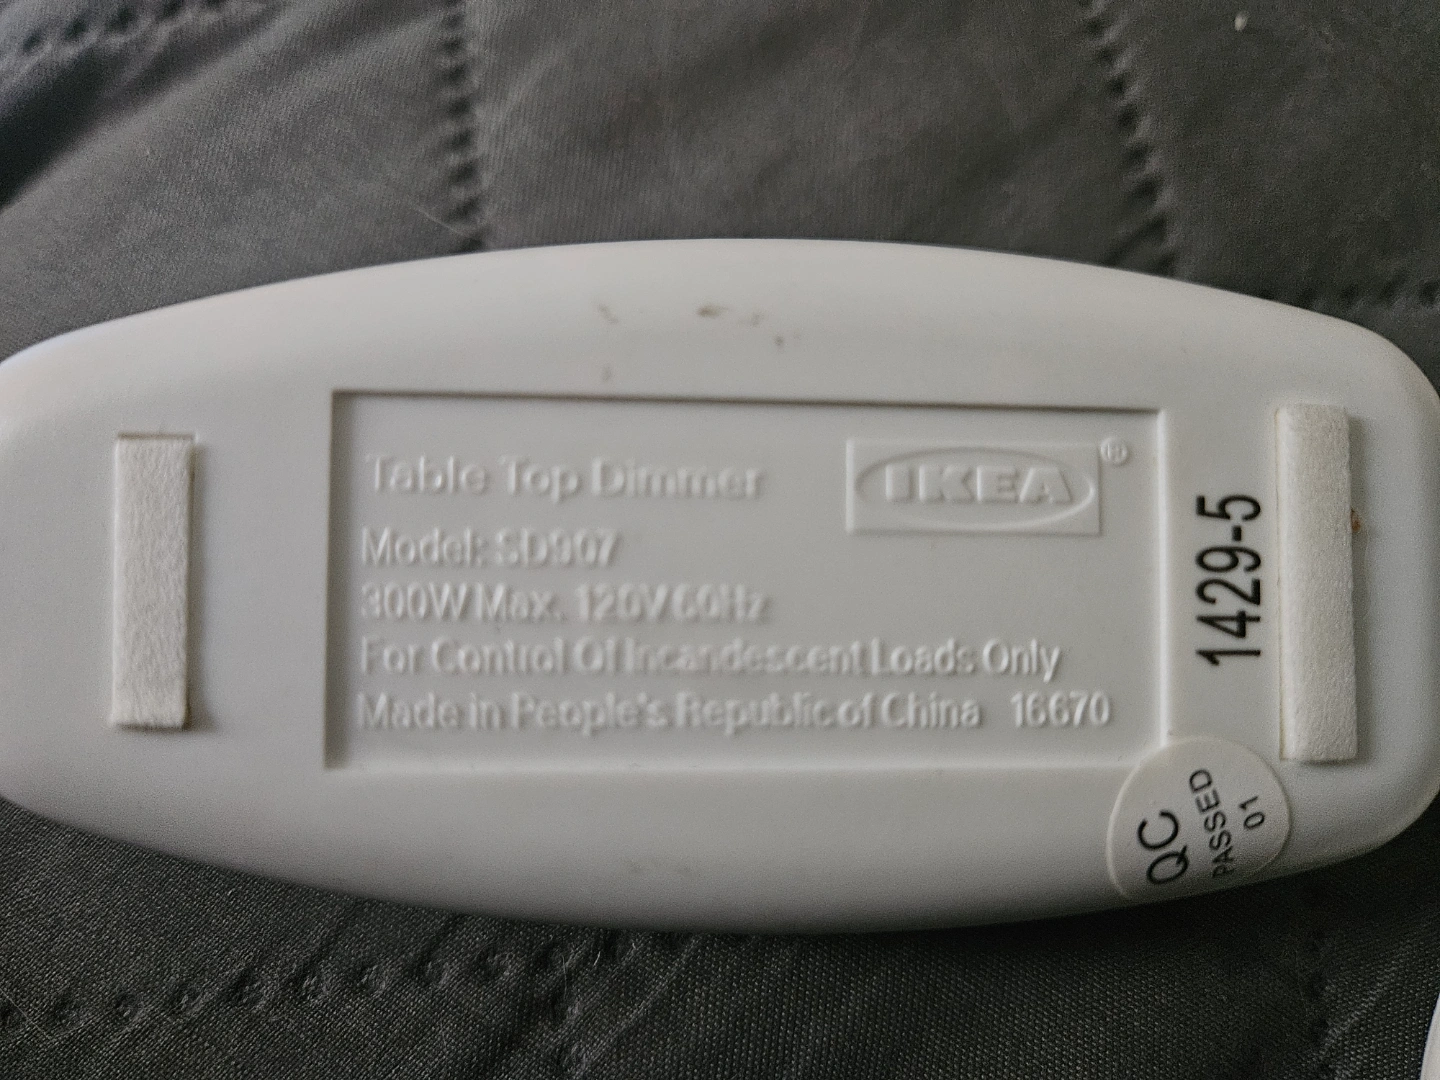 Table Top Dimmer
IKEA®
Model: SD907
300W Max. 120V 60Hz
For Control Of Incandescent Loads Only
Made in People's Republic of China 16670
1429-5
QC
PASSED
01